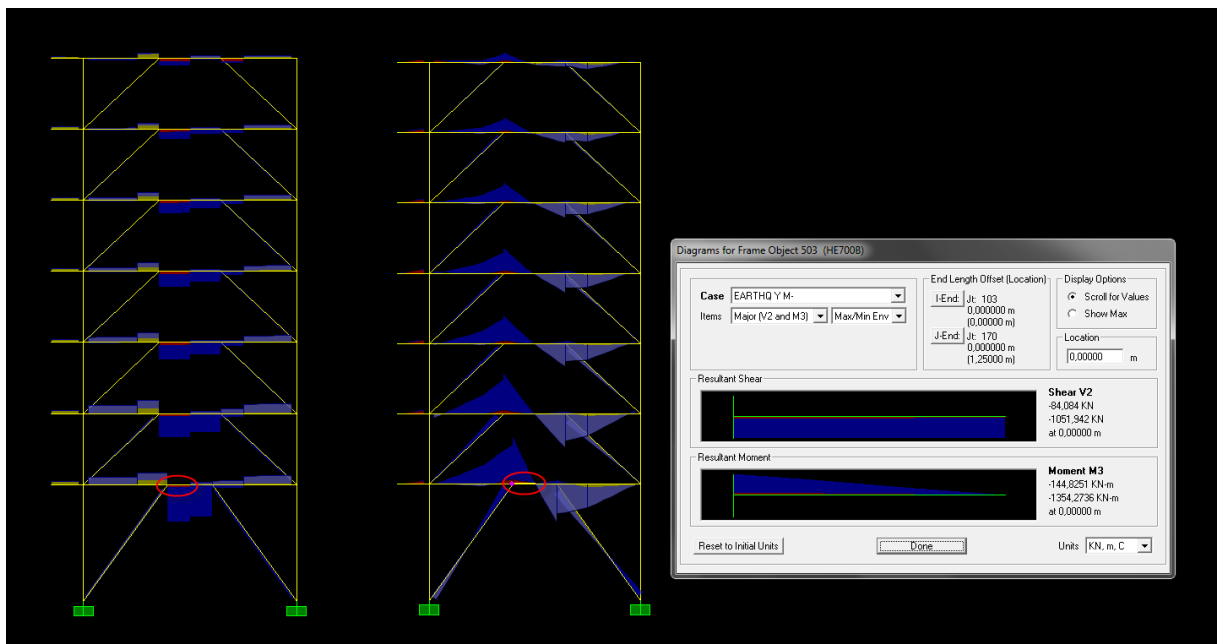 Diagrams for Frame Object 503 (HE700B)
Case EARTHQ Y M-
Items Major (V2 and M3) Max/Min Env
End Length Offset (Location)
I-End: Jt: 103
0,000000 m
(0,00000 m)
J-End: Jt: 170
0,000000 m
(1,25000 m)
Display Options
Scroll for Values
Show Max
Location
0,00000 m
Resultant Shear
Shear V2
-84,084 KN
-1051,942 KN
at 0,00000 m
Resultant Moment
Moment M3
-144,8251 KN-m
-1354,2736 KN-m
at 0,00000 m
Reset to Initial Units
Done
Units KN, m, C